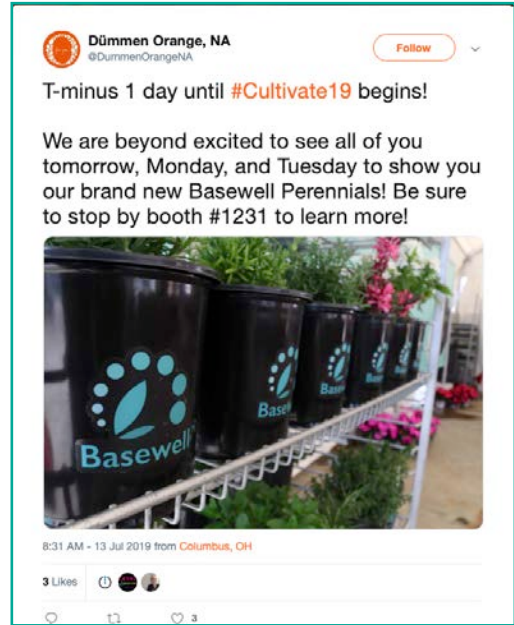 Dümmen Orange, NA
@DummenOrangeNA
Follow
T-minus 1 day until #Cultivate19 begins!
We are beyond excited to see all of you
tomorrow, Monday, and Tuesday to show you
our brand new Basewell Perennials! Be sure
to stop by booth #1231 to learn more!
Basewell
Basewell
Basewell
8:31 AM - 13 Jul 2019 from Columbus, OH
3 Likes
3